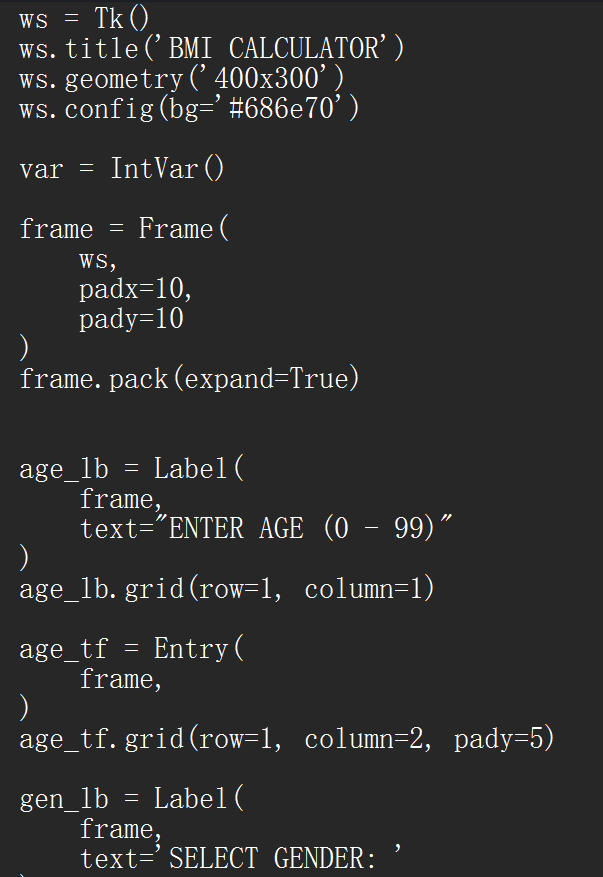 ws = Tk()
ws.title('BMI CALCULATOR')
ws.geometry('400x300')
ws.config(bg='#686e70')

var = IntVar()

frame = Frame(
    ws,
    padx=10,
    pady=10
)
frame.pack(expand=True)


age_lb = Label(
    frame,
    text="ENTER AGE (0 - 99)"
)
age_lb.grid(row=1, column=1)

age_tf = Entry(
    frame,
)
age_tf.grid(row=1, column=2, pady=5)

gen_lb = Label(
    frame,
    text='SELECT GENDER: '